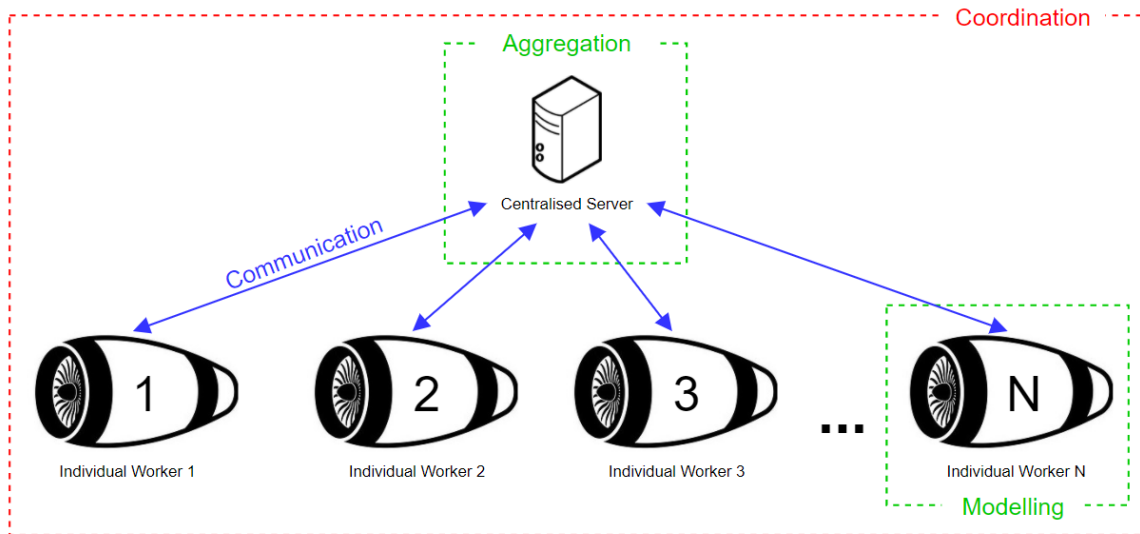 Coordination
Aggregation
Centralised Server
Communication
1
2
3
...
N
Individual Worker 1
Individual Worker 2
Individual Worker 3
Individual Worker N
Modelling